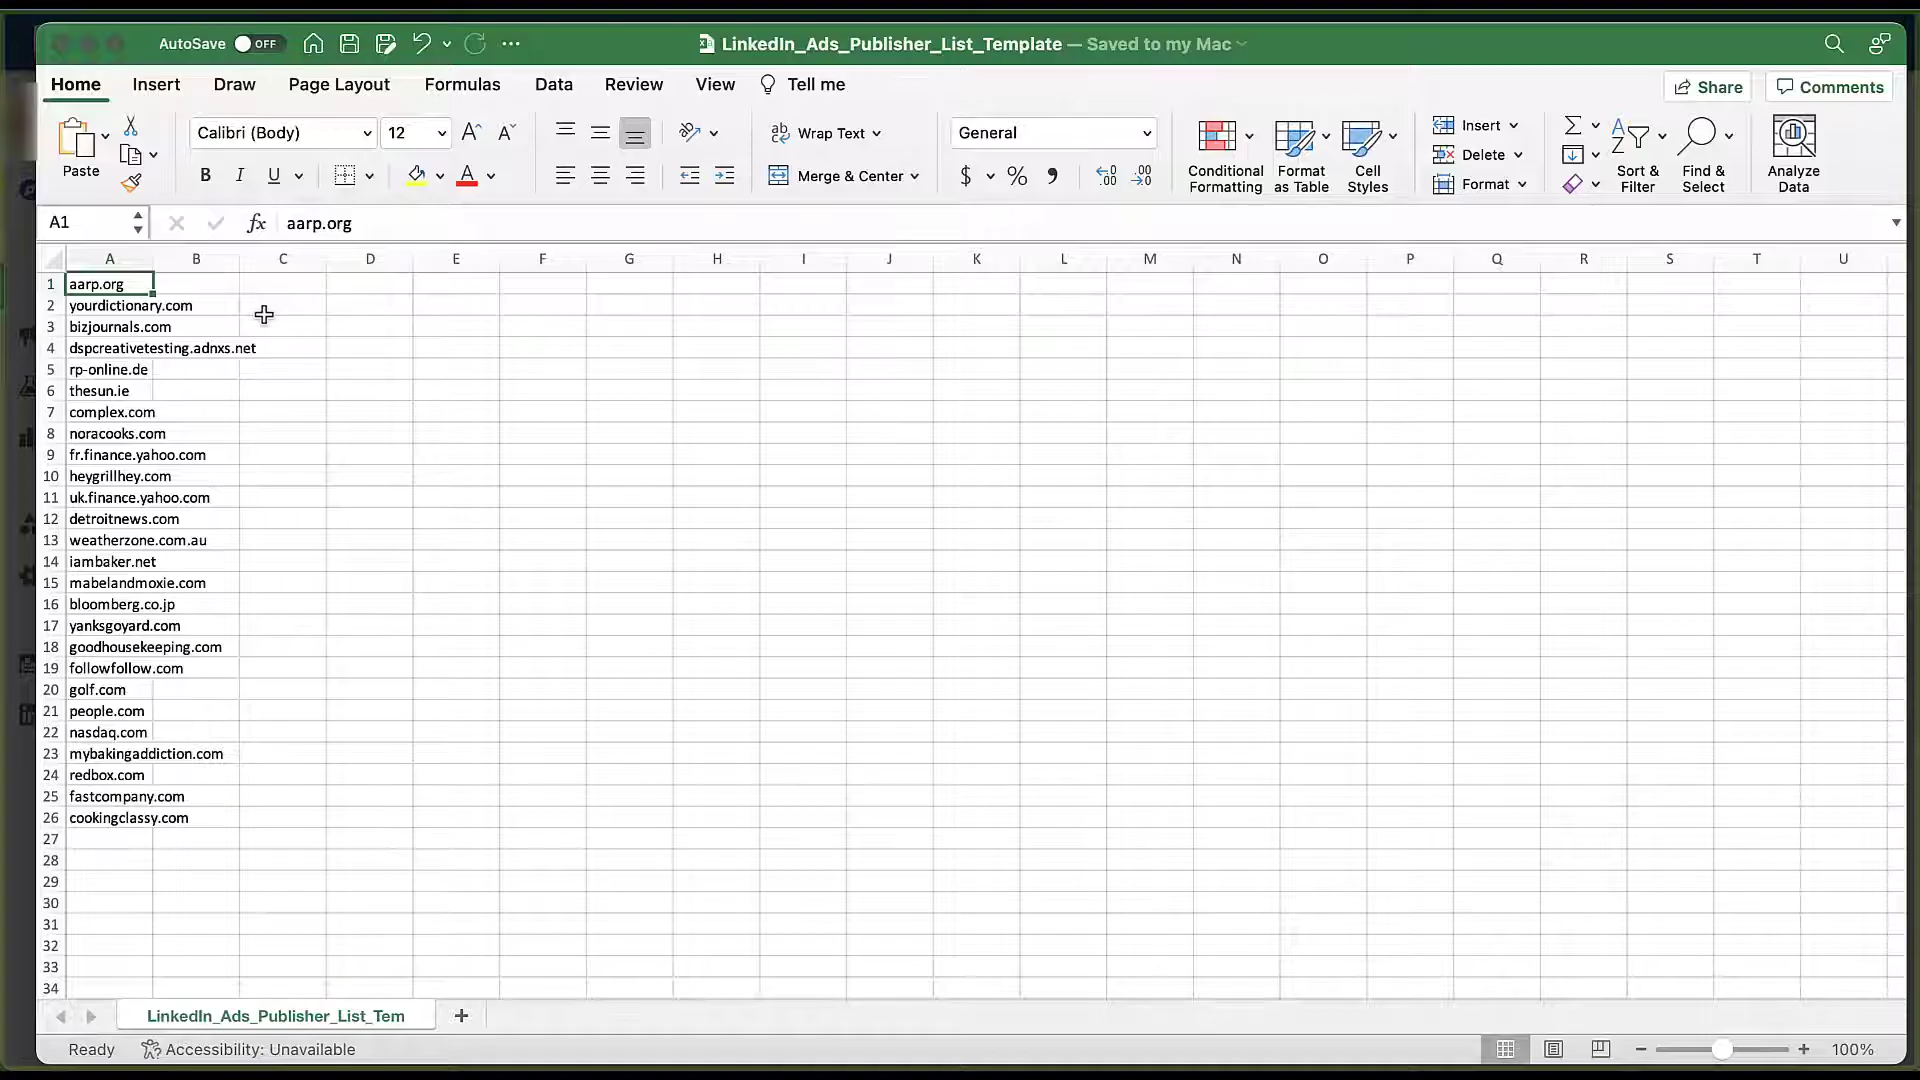 AutoSave OFF LinkedIn_Ads_Publisher_List_Template — Saved to my Mac
Home Insert Draw Page Layout Formulas Data Review View Tell me Share Comments
Calibri (Body) 12 Wrap Text General Insert
Delete
Paste B I U A Merge & Center $ % Conditional Formatting Format as Table Cell Styles Format Sort & Filter Find & Select Analyze Data
A1 fx aarp.org
A B C D E F G H I J K L M N O P Q R S T U
1 aarp.org
2 yourdictionary.com
3 bizjournals.com
4 dspcreativetesting.adnxs.net
5 rp-online.de
6 thesun.ie
7 complex.com
8 noracooks.com
9 fr.finance.yahoo.com
10 heygrillhey.com
11 uk.finance.yahoo.com
12 detroitnews.com
13 weatherzone.com.au
14 iambaker.net
15 mabelandmoxie.com
16 bloomberg.co.jp
17 yanksgoyard.com
18 goodhousekeeping.com
19 followfollow.com
20 golf.com
21 people.com
22 nasdaq.com
23 mybakingaddiction.com
24 redbox.com
25 fastcompany.com
26 cookingclassy.com
27
28
29
30
31
32
33
34
LinkedIn_Ads_Publisher_List_Tem
Ready Accessibility: Unavailable 100%